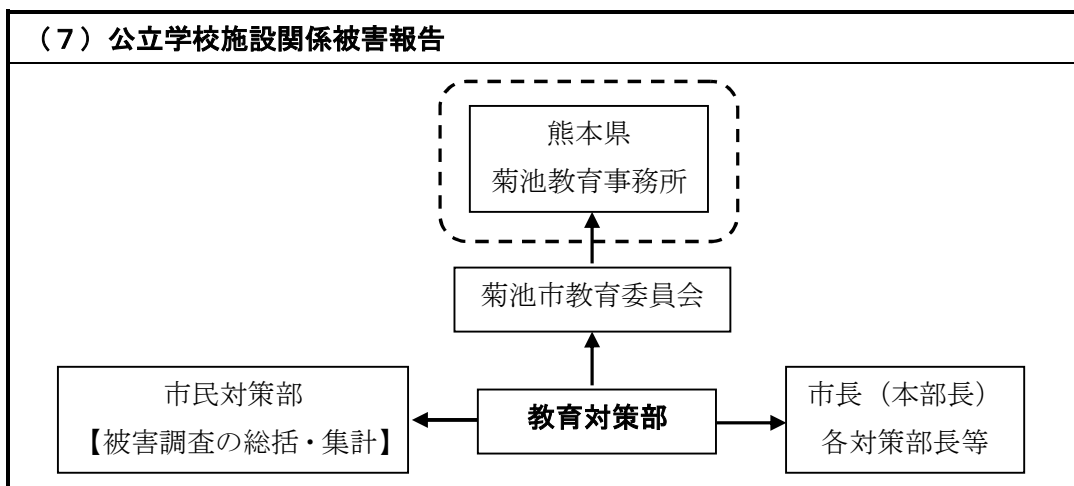 （７）公立学校施設関係被害報告
熊本県
菊池教育事務所
菊池市教育委員会
市民対策部
【被害調査の総括・集計】
教育対策部
市長（本部長）
各対策部長等